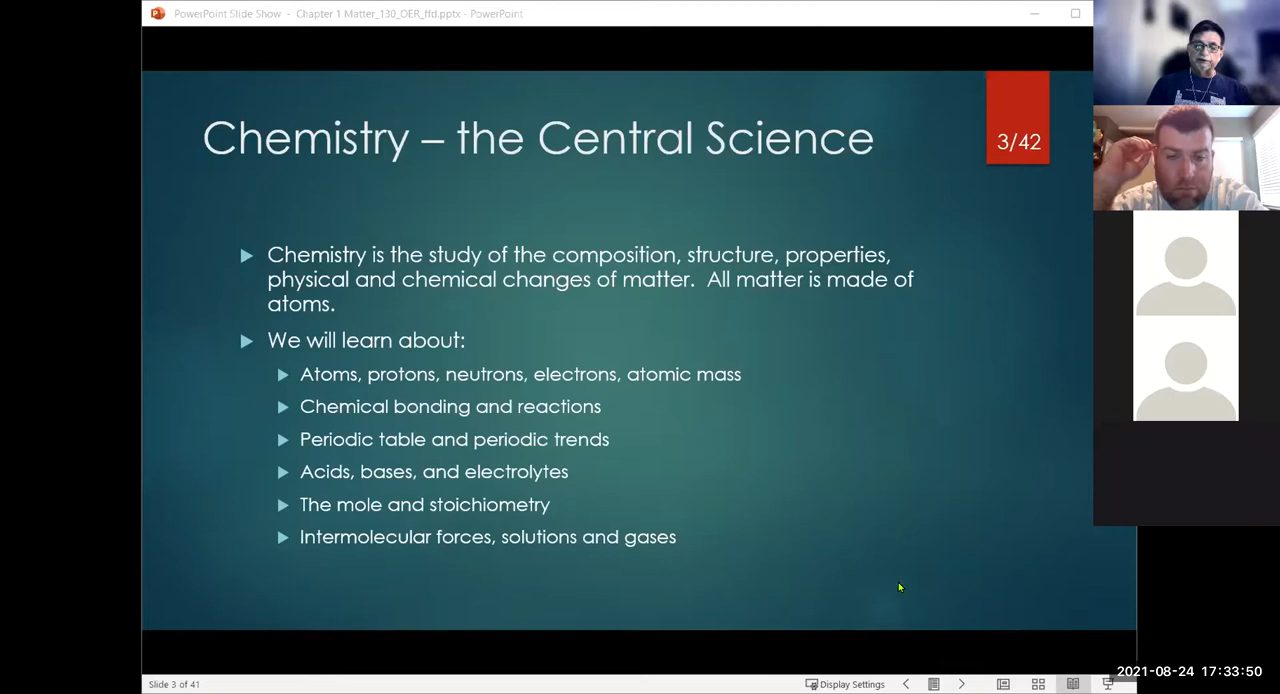 PowerPoint Slide Show - Chapter 1 Matter_130_OER_ffd.pptx - PowerPoint
Chemistry – the Central Science
3/42
Chemistry is the study of the composition, structure, properties,
physical and chemical changes of matter.  All matter is made of
atoms.
We will learn about:
Atoms, protons, neutrons, electrons, atomic mass
Chemical bonding and reactions
Periodic table and periodic trends
Acids, bases, and electrolytes
The mole and stoichiometry
Intermolecular forces, solutions and gases
2021-08-24 17:33:50
Slide 3 of 41
Display Settings